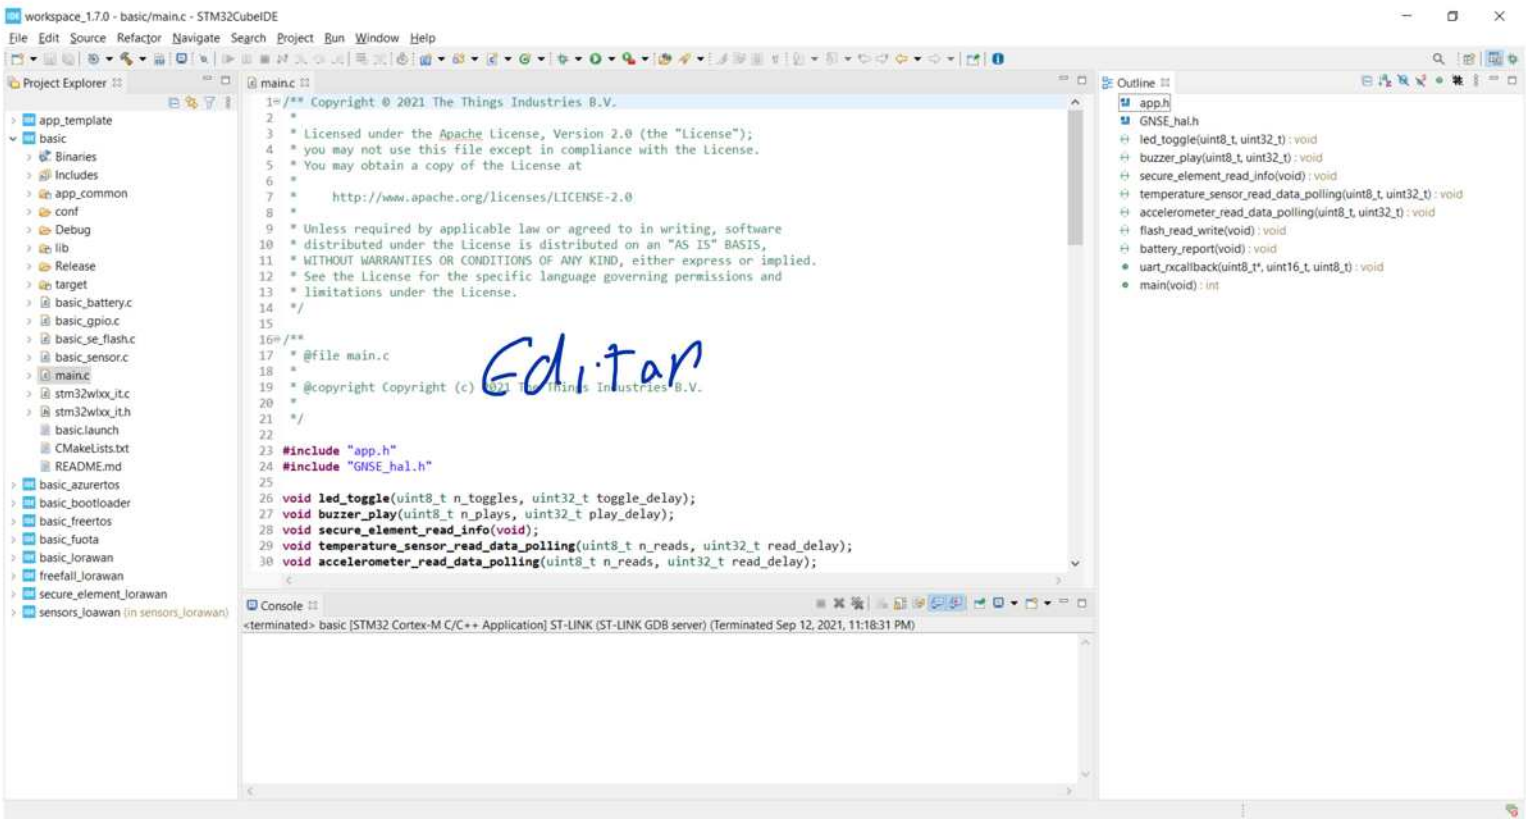 workspace_1.7.0 - basic/main.c - STM32CubeIDE
File Edit Source Refactor Navigate Search Project Run Window Help
Project Explorer
app_template
basic
Binaries
Includes
app_common
conf
Debug
lib
Release
target
basic_battery.c
basic_gpio.c
basic_se_flash.c
basic_sensor.c
main.c
stm32wlxx_it.c
stm32wlxx_it.h
basic.launch
CMakeLists.txt
README.md
basic_azurertos
basic_bootloader
basic_freertos
basic_fuota
basic_lorawan
freefall_lorawan
secure_element_lorawan
sensors_loawan (in sensors_lorawan)
main.c
1 /** Copyright © 2021 The Things Industries B.V.
2 *
3 * Licensed under the Apache License, Version 2.0 (the "License");
4 * you may not use this file except in compliance with the License.
5 * You may obtain a copy of the License at
6 *
7 * http://www.apache.org/licenses/LICENSE-2.0
8 *
9 * Unless required by applicable law or agreed to in writing, software
10 * distributed under the License is distributed on an "AS IS" BASIS,
11 * WITHOUT WARRANTIES OR CONDITIONS OF ANY KIND, either express or implied.
12 * See the License for the specific language governing permissions and
13 * limitations under the License.
14 */
15
16 /**
17 * @file main.c
18 *
19 * @copyright Copyright (c) 2021 The Things Industries B.V.
20 *
21 */
22
23 #include "app.h"
24 #include "GNSE_hal.h"
25
26 void led_toggle(uint8_t n_toggles, uint32_t toggle_delay);
27 void buzzer_play(uint8_t n_plays, uint32_t play_delay);
28 void secure_element_read_info(void);
29 void temperature_sensor_read_data_polling(uint8_t n_reads, uint32_t read_delay);
30 void accelerometer_read_data_polling(uint8_t n_reads, uint32_t read_delay);
Editar
Console
<terminated> basic [STM32 Cortex-M C/C++ Application] ST-LINK (ST-LINK GDB server) (Terminated Sep 12, 2021, 11:18:31 PM)
Outline
app.h
GNSE_hal.h
led_toggle(uint8_t, uint32_t) : void
buzzer_play(uint8_t, uint32_t) : void
secure_element_read_info(void) : void
temperature_sensor_read_data_polling(uint8_t, uint32_t) : void
accelerometer_read_data_polling(uint8_t, uint32_t) : void
flash_read_write(void) : void
battery_report(void) : void
uart_rxcallback(uint8_t*, uint16_t, uint8_t) : void
main(void) : int